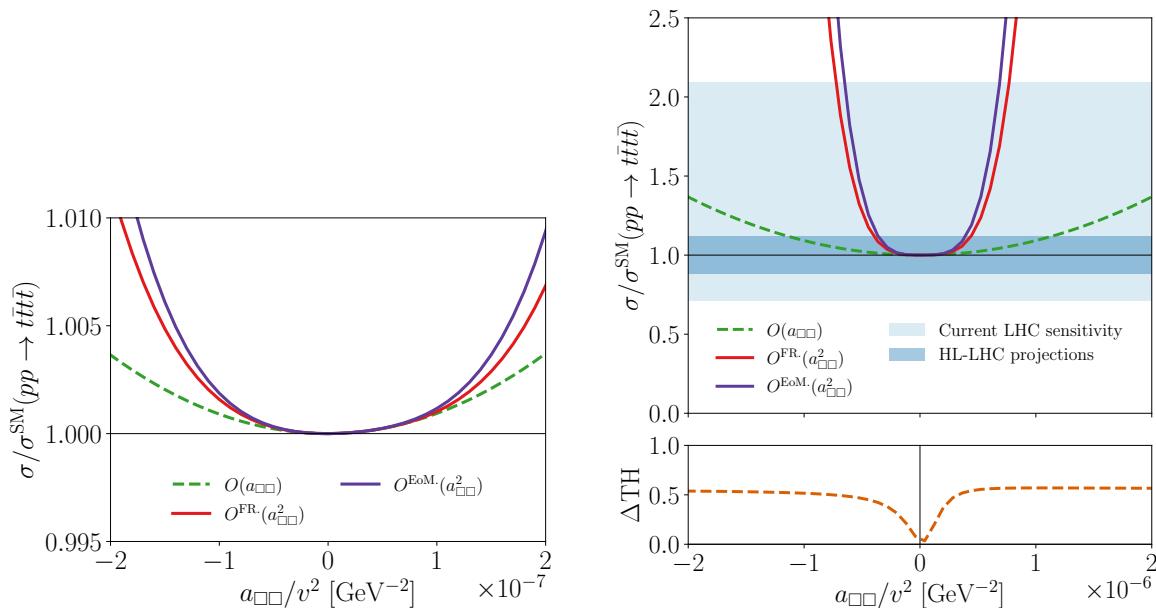 1.010
1.005
1.000
0.995
σ/σ^SM(pp → tt̄tt̄)
O(a□□)
O^FR.(a²□□)
O^EoM.(a²□□)
−2
−1
0
1
2
×10⁻⁷
a□□/v² [GeV⁻²]
2.5
2.0
1.5
1.0
0.5
0.0
σ/σ^SM(pp → tt̄tt̄)
O(a□□)
O^FR.(a²□□)
O^EoM.(a²□□)
Current LHC sensitivity
HL-LHC projections
1.0
0.5
0.0
ΔTH
−2
−1
0
1
2
×10⁻⁶
a□□/v² [GeV⁻²]